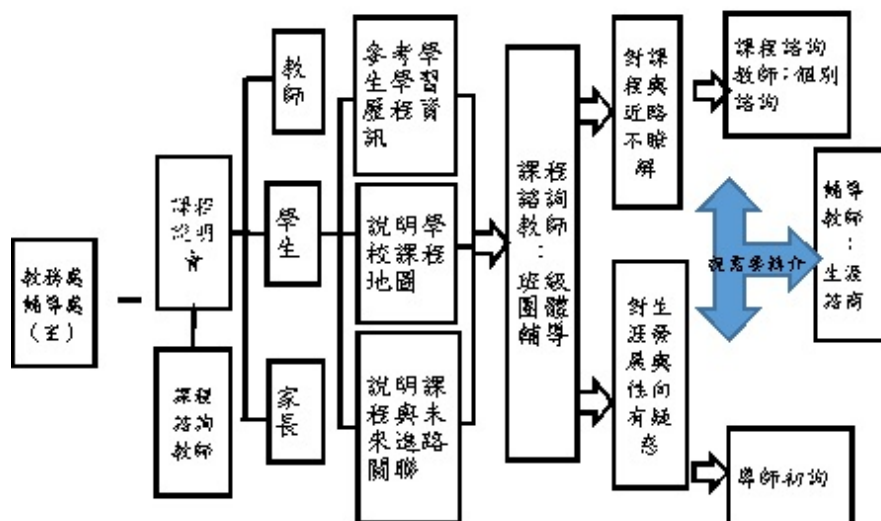 教務處
輔導處
(室)
課程
說明
會
課程
諮詢
教師
教
師
學
生
家
長
參考學
生學習
歷程資
訊
說明學
校課程
地圖
說明課
程與未
來進路
關聯
課程
諮詢
教師
：
班級
團體
輔導
對課
程與
近路
不瞭
解
對生
涯發
展與
性向
有疑
惑
課程諮詢
教師：個別
諮詢
視需要轉介
輔導
教師
：
生涯
諮商
導師初詢